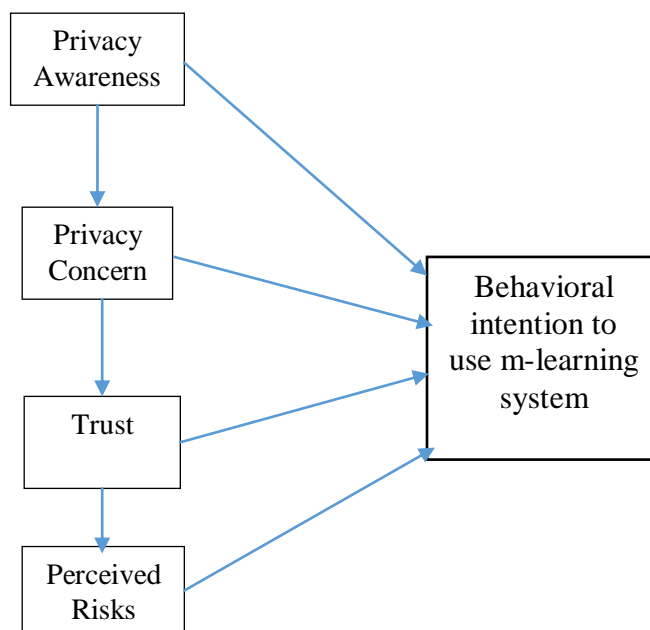 Privacy
Awareness
Privacy
Concern
Behavioral
intention to
use m-learning
system
Trust
Perceived
Risks